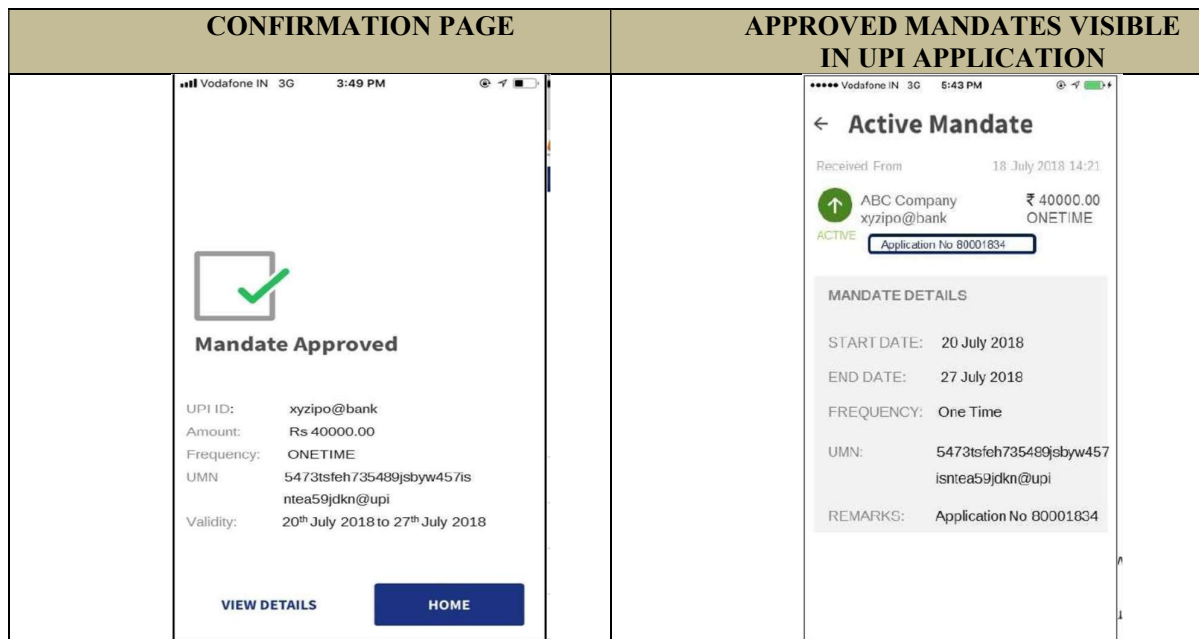 CONFIRMATION PAGE
APPROVED MANDATES VISIBLE
IN UPI APPLICATION
Vodafone IN 3G 3:49 PM
Mandate Approved
UPI ID: xyzipo@bank
Amount: Rs 40000.00
Frequency: ONETIME
UMN 5473tsfeh735489jsbyw457is
ntea59jdkn@upi
Validity: 20th July 2018 to 27th July 2018
VIEW DETAILS HOME
Vodafone IN 3G 5:43 PM
← Active Mandate
Received From 18 July 2018 14:21
ABC Company ₹ 40000.00
xyzipo@bank ONETIME
ACTIVE
Application No 80001834
MANDATE DETAILS
START DATE: 20 July 2018
END DATE: 27 July 2018
FREQUENCY: One Time
UMN: 5473tsfeh735489jsbyw457
isntea59jdkn@upi
REMARKS: Application No 80001834